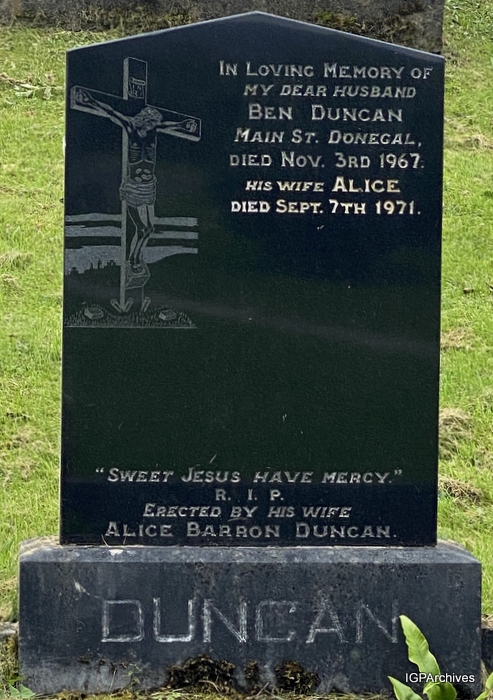 IN LOVING MEMORY OF
MY DEAR HUSBAND
BEN DUNCAN
MAIN ST. DONEGAL,
DIED NOV. 3RD 1967.
HIS WIFE ALICE
DIED SEPT. 7TH 1971.
"SWEET JESUS HAVE MERCY."
R. I. P.
ERECTED BY HIS WIFE
ALICE BARRON DUNCAN.
DUNCAN
IGPArchives